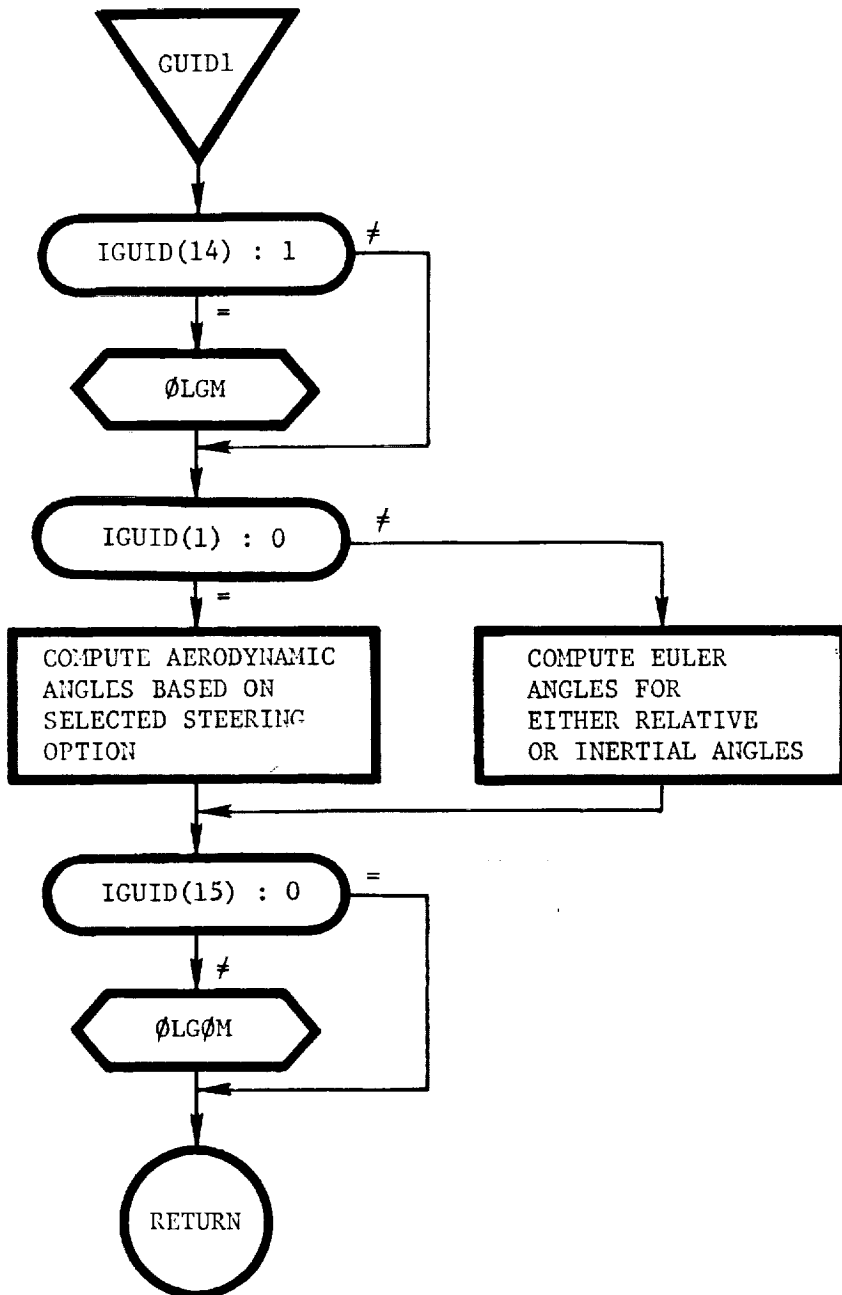 GUID1
IGUID(14) : 1
≠
=
ØLGM
IGUID(1) : 0
≠
=
COMPUTE AERODYNAMIC
ANGLES BASED ON
SELECTED STEERING
OPTION
COMPUTE EULER
ANGLES FOR
EITHER RELATIVE
OR INERTIAL ANGLES
IGUID(15) : 0
=
≠
ØLGØM
RETURN